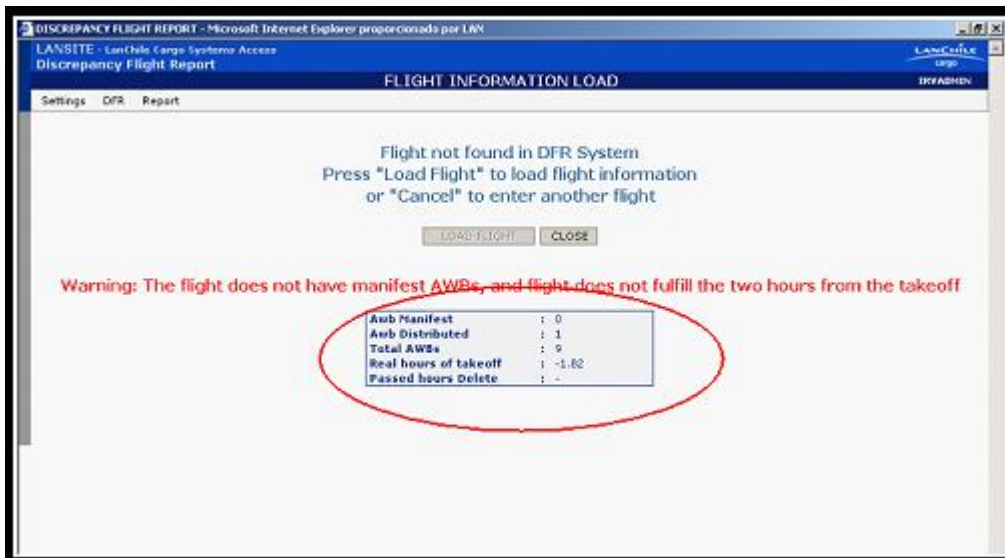 DISCREPANCY FLIGHT REPORT - Microsoft Internet Explorer proporcionado por LAN
LANSITE - LanChile Cargo Systems Access
Discrepancy Flight Report
LANCHILE
cargo
FLIGHT INFORMATION LOAD
IRVADMIN
Settings DFR Report
Flight not found in DFR System
Press "Load Flight" to load flight information
or "Cancel" to enter another flight
LOAD FLIGHT CLOSE
Warning: The flight does not have manifest AWBs, and flight does not fulfill the two hours from the takeoff
Awb Manifest : 0
Awb Distributed : 1
Total AWBs : 9
Real hours of takeoff : -1.82
Passed hours Delete : -